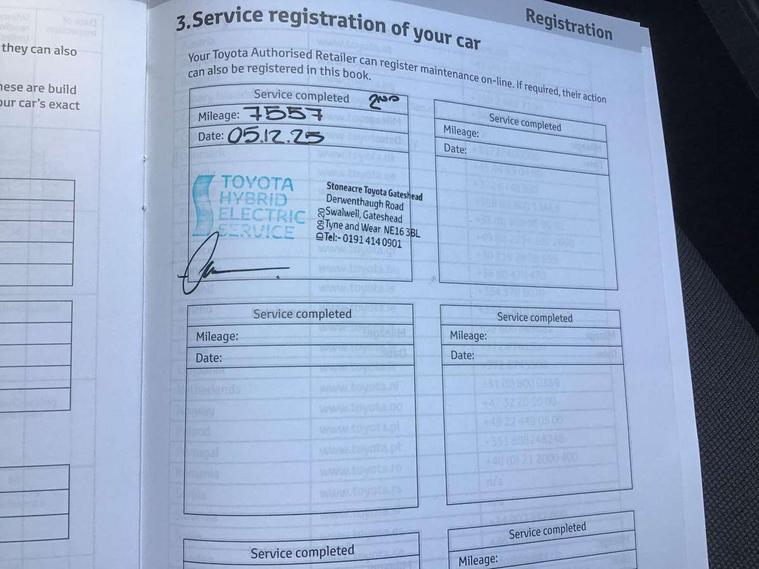 they can also
hese are build
our car's exact
Registration
3.Service registration of your car
Your Toyota Authorised Retailer can register maintenance on-line. If required, their action
can also be registered in this book.
Service completed 2ND
Mileage: 7557
Date: 05.12.25
TOYOTA
HYBRID
ELECTRIC
SERVICE
Stoneacre Toyota Gateshead
Derwenthaugh Road
Swalwell, Gateshead
Tyne and Wear NE16 3BL
Tel:- 0191 414 0901
Service completed
Mileage:
Date:
Service completed
Mileage:
Date:
Service completed
Mileage:
Date:
Service completed
Service completed
Mileage: